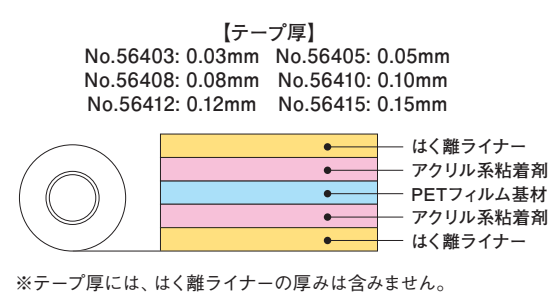 【テープ厚】
No.56403: 0.03mm No.56405: 0.05mm
No.56408: 0.08mm No.56410: 0.10mm
No.56412: 0.12mm No.56415: 0.15mm
はく離ライナー
アクリル系粘着剤
PETフィルム基材
アクリル系粘着剤
はく離ライナー
※テープ厚には、はく離ライナーの厚みは含みません。